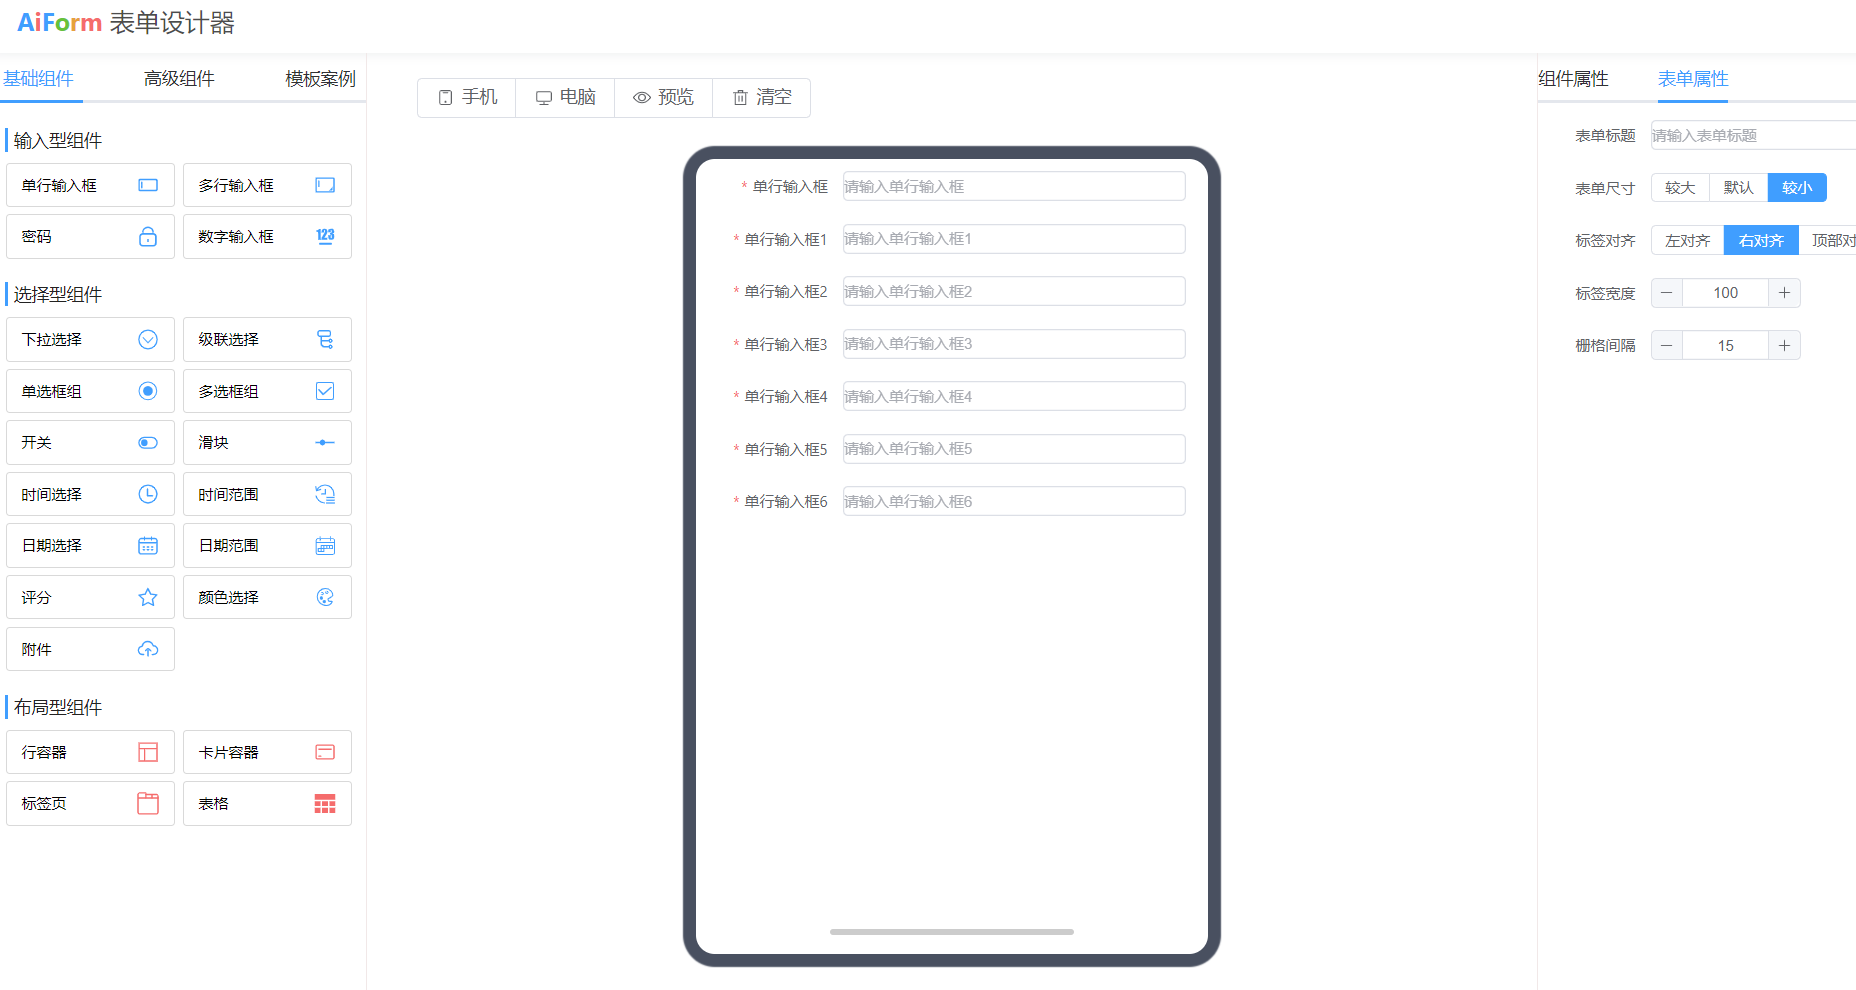 AiForm 表单设计器
基础组件 高级组件 模板案例
输入型组件
单行输入框 多行输入框
密码 数字输入框 123
选择型组件
下拉选择 级联选择
单选框组 多选框组
开关 滑块
时间选择 时间范围
日期选择 日期范围
评分 颜色选择
附件
布局型组件
行容器 卡片容器
标签页 表格
手机 电脑 预览 清空
* 单行输入框 请输入单行输入框
* 单行输入框1 请输入单行输入框1
* 单行输入框2 请输入单行输入框2
* 单行输入框3 请输入单行输入框3
* 单行输入框4 请输入单行输入框4
* 单行输入框5 请输入单行输入框5
* 单行输入框6 请输入单行输入框6
组件属性 表单属性
表单标题 请输入表单标题
表单尺寸 较大 默认 较小
标签对齐 左对齐 右对齐 顶部对
标签宽度 − 100 +
栅格间隔 − 15 +